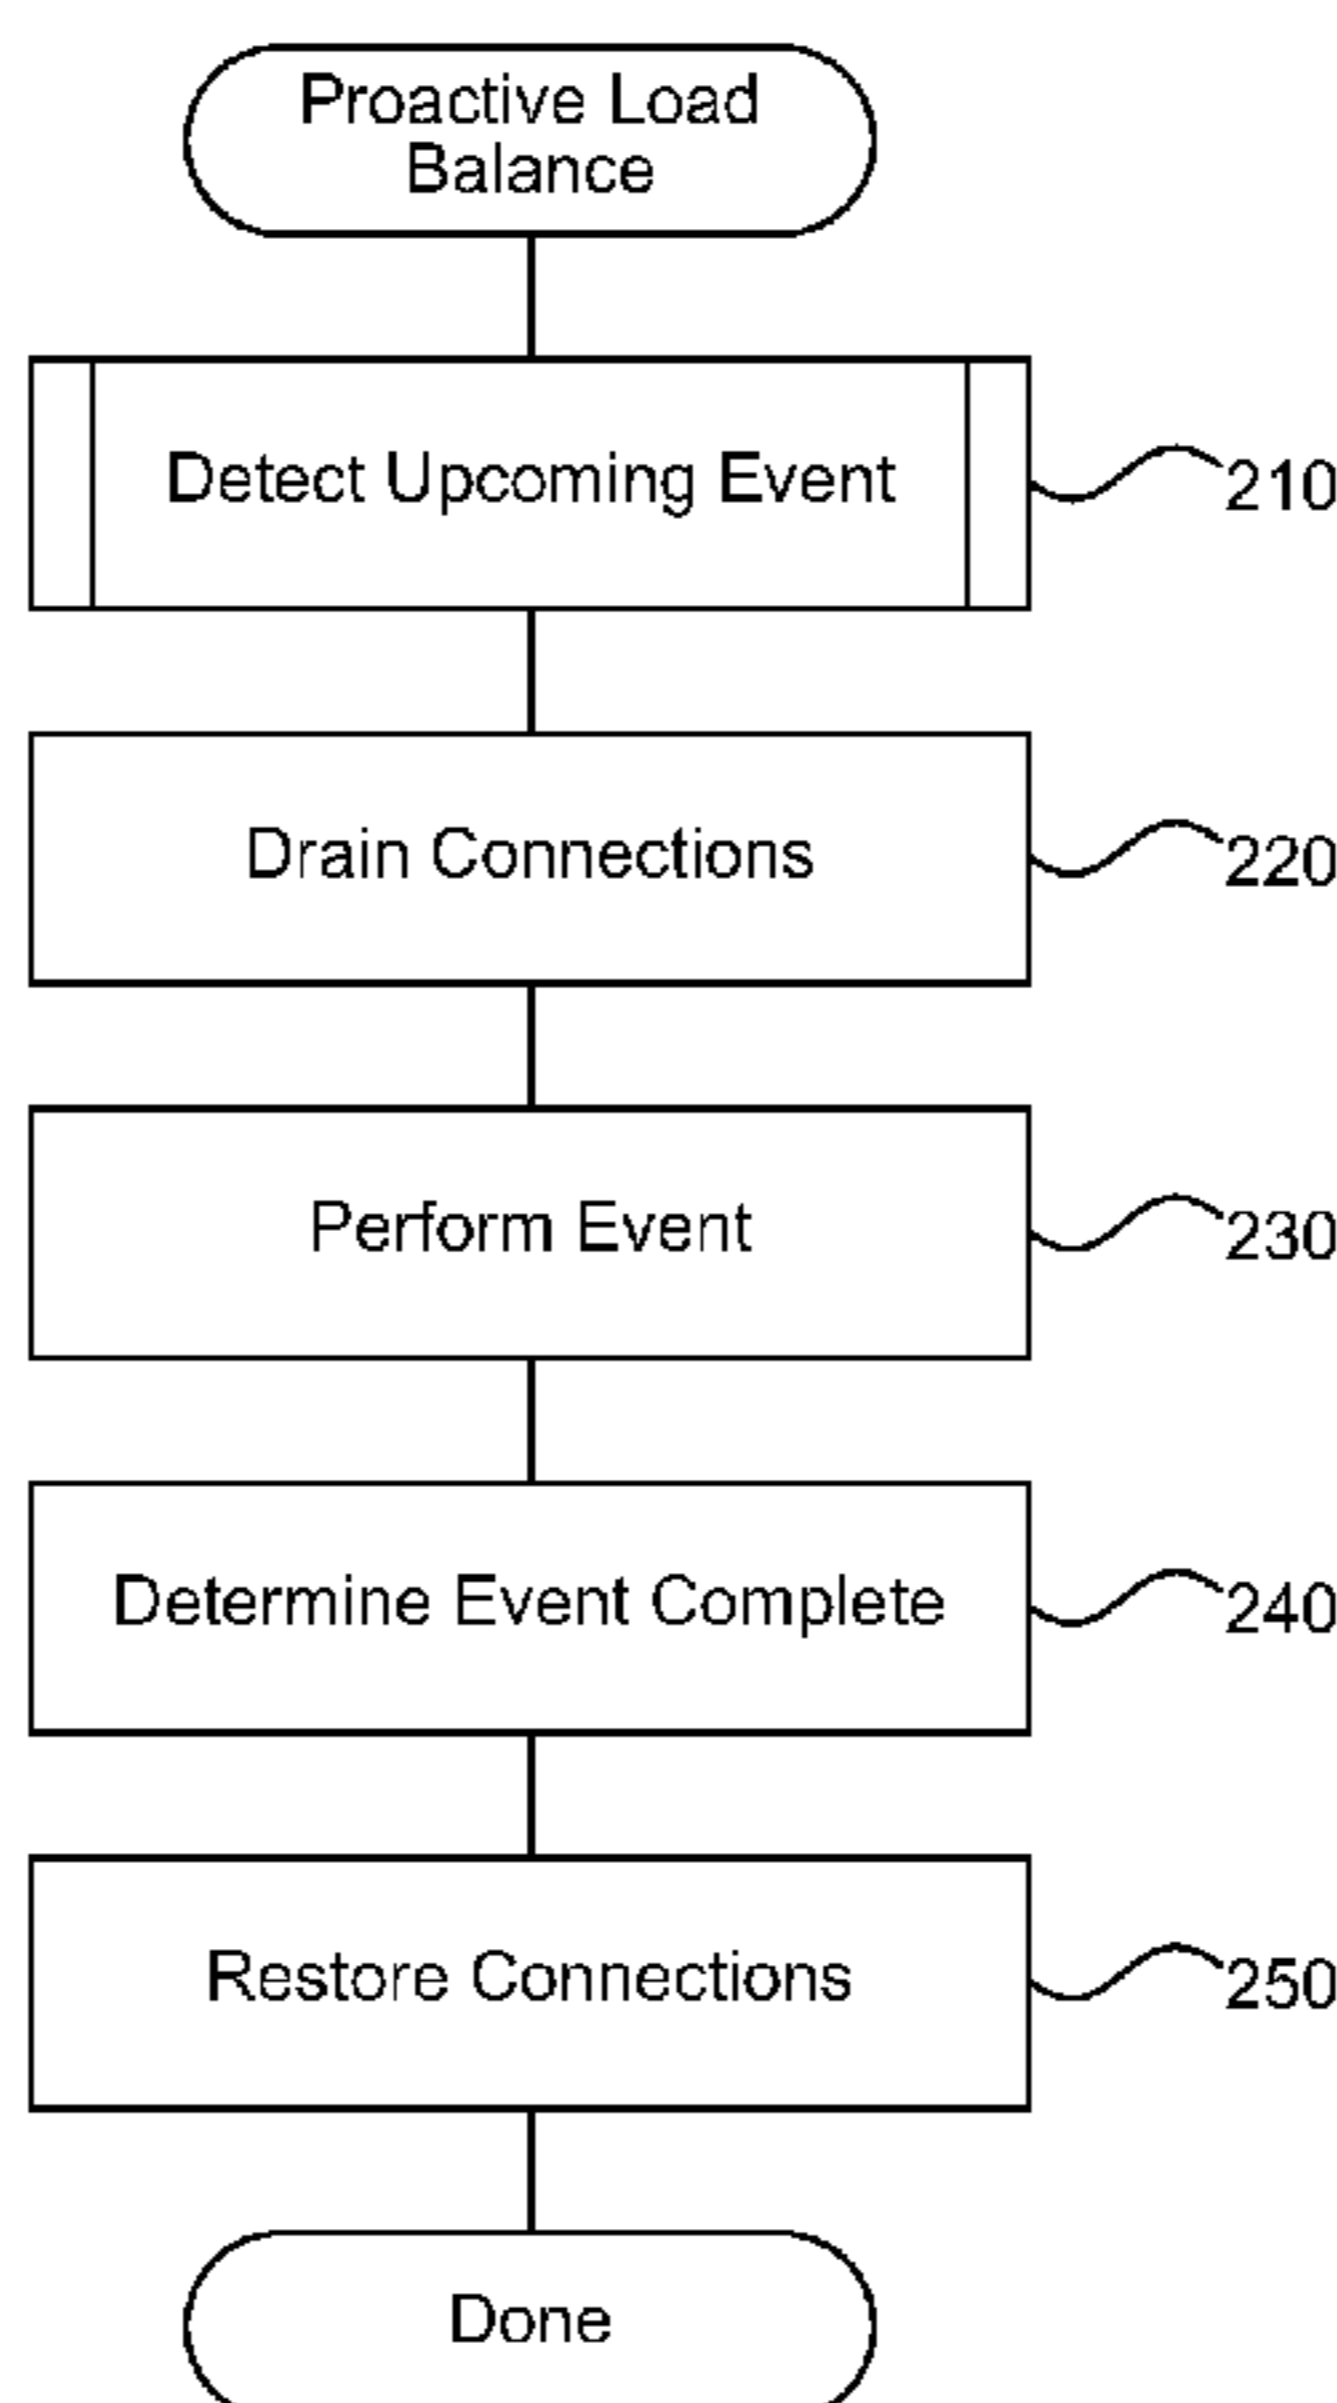 Proactive Load
Balance
Detect Upcoming Event
210
Drain Connections
220
Perform Event
230
Determine Event Complete
240
Restore Connections
250
Done